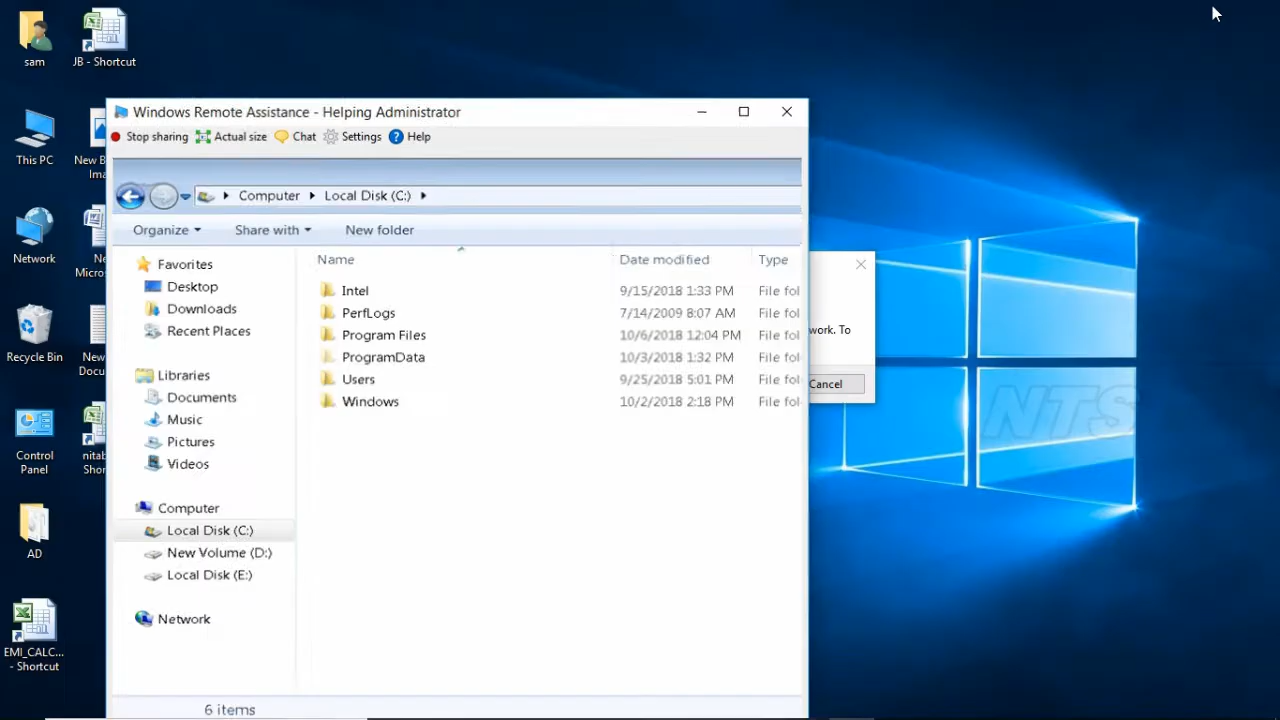 sam
JB - Shortcut
This PC
New B
Ima
Network
Ne
Micros
Recycle Bin
New
Docu
Control
Panel
nitab
Shor
AD
EMI_CALC...
- Shortcut
Windows Remote Assistance - Helping Administrator
Stop sharing Actual size Chat Settings Help
Computer Local Disk (C:)
Organize Share with New folder
Favorites
Desktop
Downloads
Recent Places
Libraries
Documents
Music
Pictures
Videos
Computer
Local Disk (C:)
New Volume (D:)
Local Disk (E:)
Network
Name Date modified Type
Intel 9/15/2018 1:33 PM File fol
PerfLogs 7/14/2009 8:07 AM File fol
Program Files 10/6/2018 12:04 PM File fol
ProgramData 10/3/2018 1:32 PM File fol
Users 9/25/2018 5:01 PM File fol
Windows 10/2/2018 2:18 PM File fol
6 items
work. To
Cancel
NTS